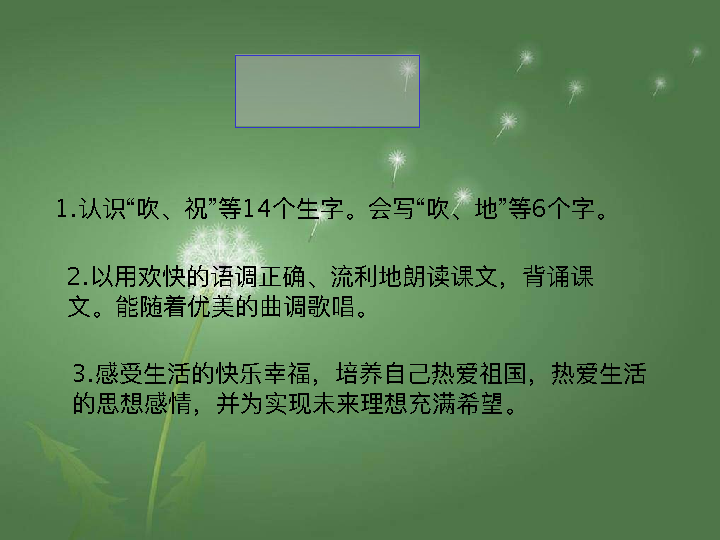 1.认识“吹、祝”等14个生字。会写“吹、地”等6个字。
2.以用欢快的语调正确、流利地朗读课文，背诵课
文。能随着优美的曲调歌唱。
3.感受生活的快乐幸福，培养自己热爱祖国，热爱生活
的思想感情，并为实现未来理想充满希望。